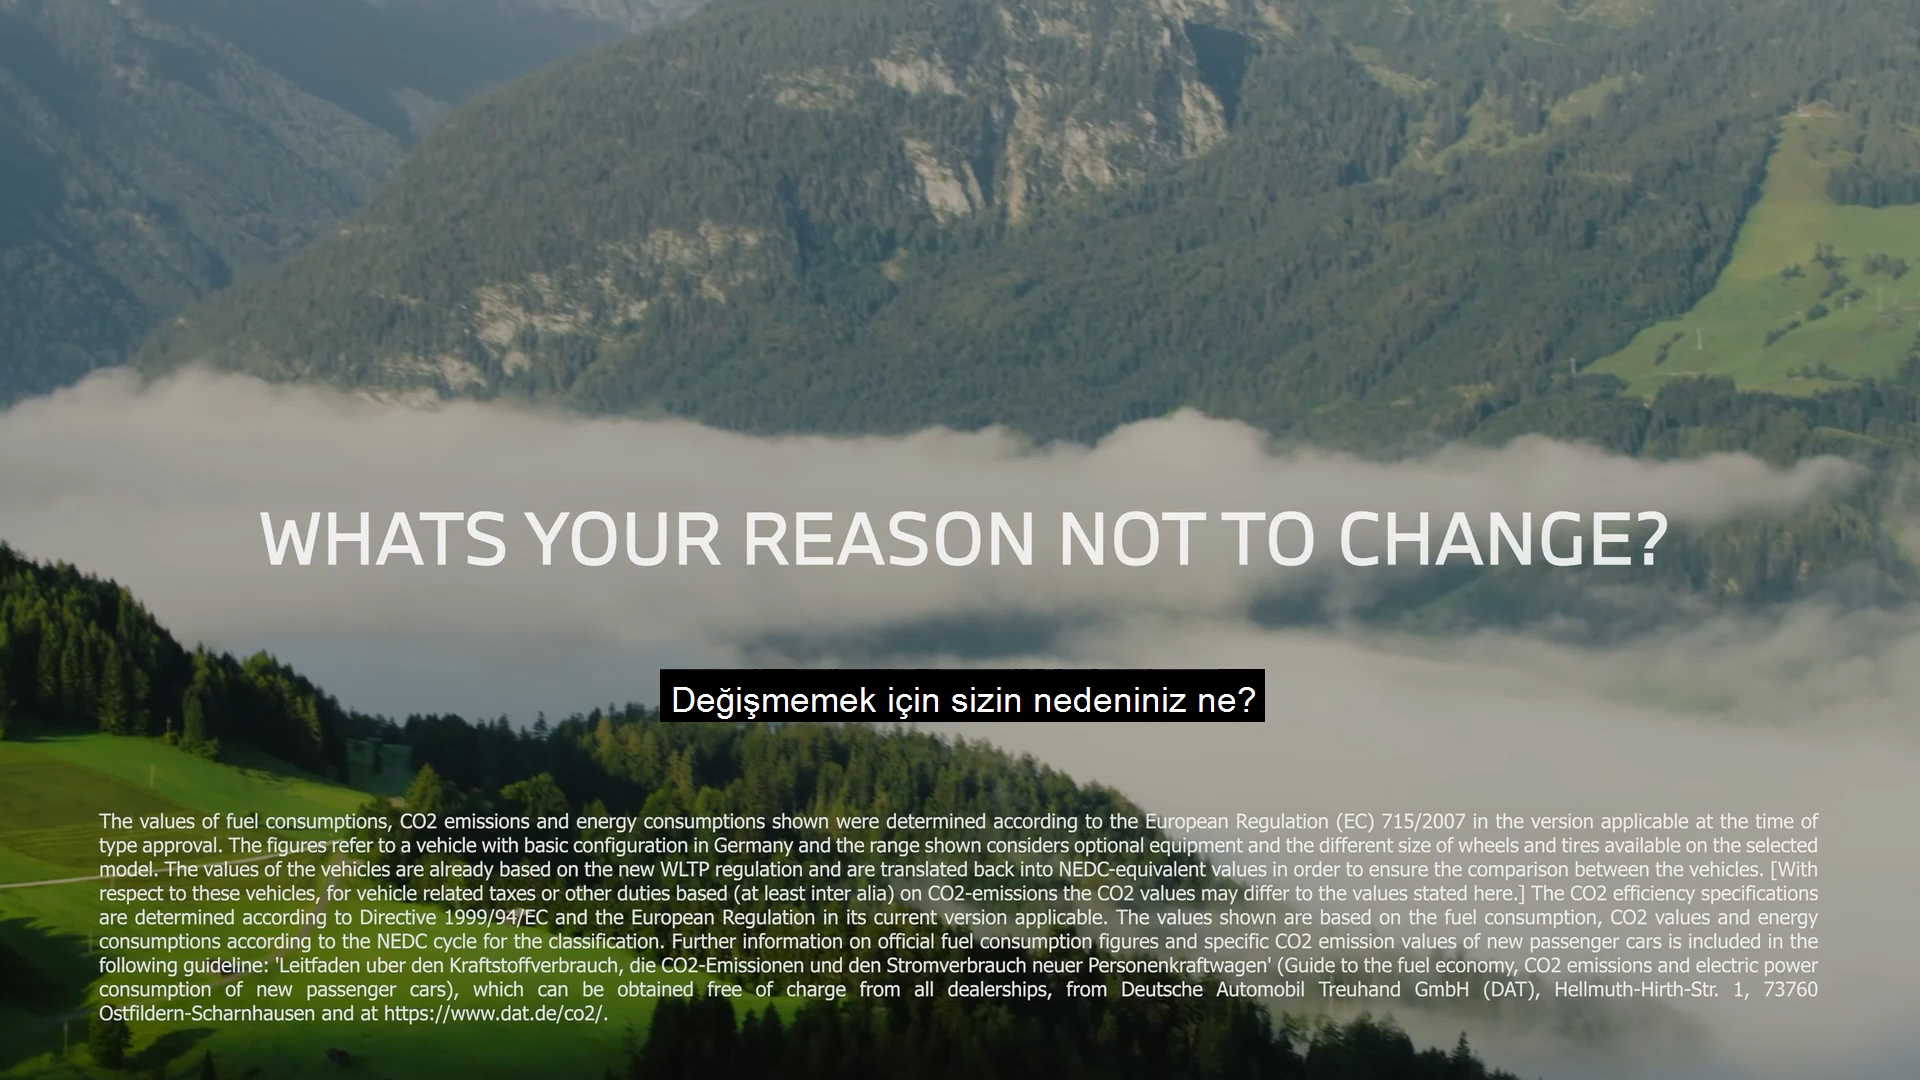 WHATS YOUR REASON NOT TO CHANGE?
Değişmemek için sizin nedeniniz ne?
The values of fuel consumptions, CO2 emissions and energy consumptions shown were determined according to the European Regulation (EC) 715/2007 in the version applicable at the time of
type approval. The figures refer to a vehicle with basic configuration in Germany and the range shown considers optional equipment and the different size of wheels and tires available on the selected
model. The values of the vehicles are already based on the new WLTP regulation and are translated back into NEDC-equivalent values in order to ensure the comparison between the vehicles. [With
respect to these vehicles, for vehicle related taxes or other duties based (at least inter alia) on CO2-emissions the CO2 values may differ to the values stated here.] The CO2 efficiency specifications
are determined according to Directive 1999/94/EC and the European Regulation in its current version applicable. The values shown are based on the fuel consumption, CO2 values and energy
consumptions according to the NEDC cycle for the classification. Further information on official fuel consumption figures and specific CO2 emission values of new passenger cars is included in the
following guideline: 'Leitfaden uber den Kraftstoffverbrauch, die CO2-Emissionen und den Stromverbrauch neuer Personenkraftwagen' (Guide to the fuel economy, CO2 emissions and electric power
consumption of new passenger cars), which can be obtained free of charge from all dealerships, from Deutsche Automobil Treuhand GmbH (DAT), Hellmuth-Hirth-Str. 1, 73760
Ostfildern-Scharnhausen and at https://www.dat.de/co2/.